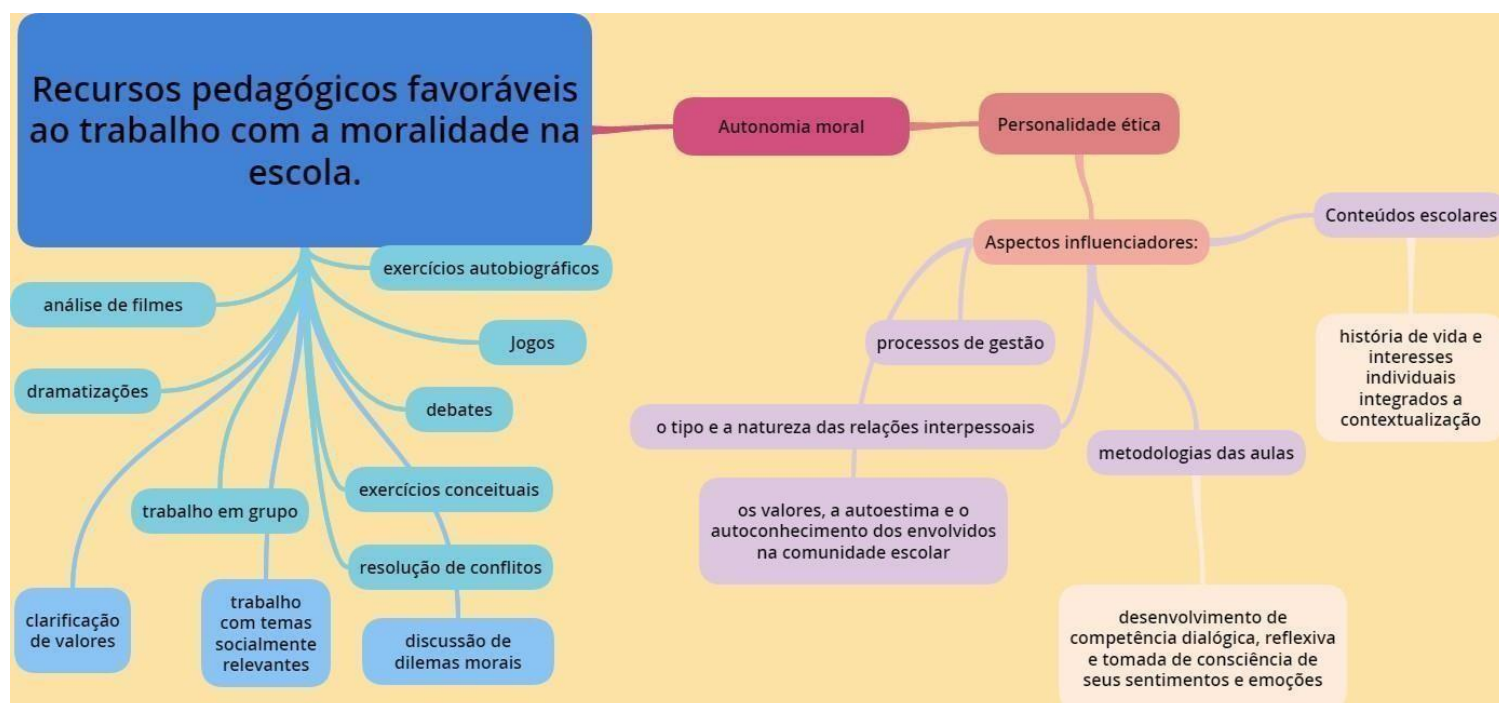 Recursos pedagógicos favoráveis
ao trabalho com a moralidade na
escola.
Autonomia moral
Personalidade ética
Aspectos influenciadores:
Conteúdos escolares
história de vida e
interesses
individuais
integrados a
contextualização
processos de gestão
o tipo e a natureza das relações interpessoais
os valores, a autoestima e o
autoconhecimento dos envolvidos
na comunidade escolar
metodologias das aulas
desenvolvimento de
competência dialógica, reflexiva
e tomada de consciência de
seus sentimentos e emoções
exercícios autobiográficos
análise de filmes
Jogos
dramatizações
debates
exercícios conceituais
trabalho em grupo
resolução de conflitos
clarificação
de valores
trabalho
com temas
socialmente
relevantes
discussão de
dilemas morais